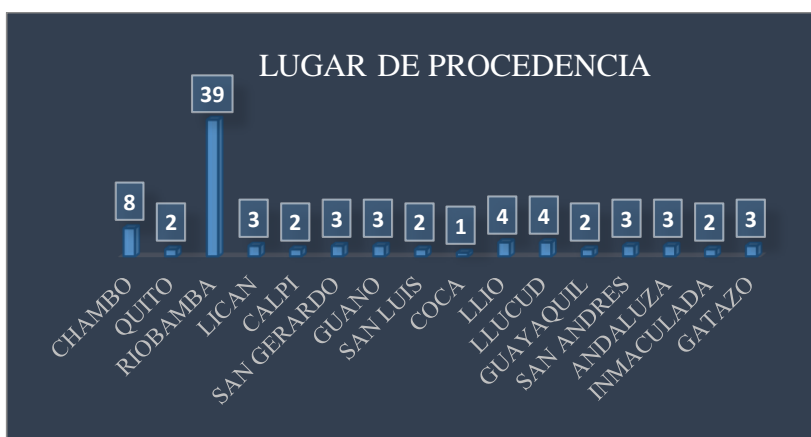 LUGAR DE PROCEDENCIA
8
2
39
3
2
3
3
2
1
4
4
2
3
3
2
3
CHAMBO
QUITO
RIOBAMBA
LICAN
CALPI
SAN GERARDO
GUANO
SAN LUIS
COCA
LLIO
LLUCUD
GUAYAQUIL
SAN ANDRES
ANDALUZA
INMACULADA
GATAZO